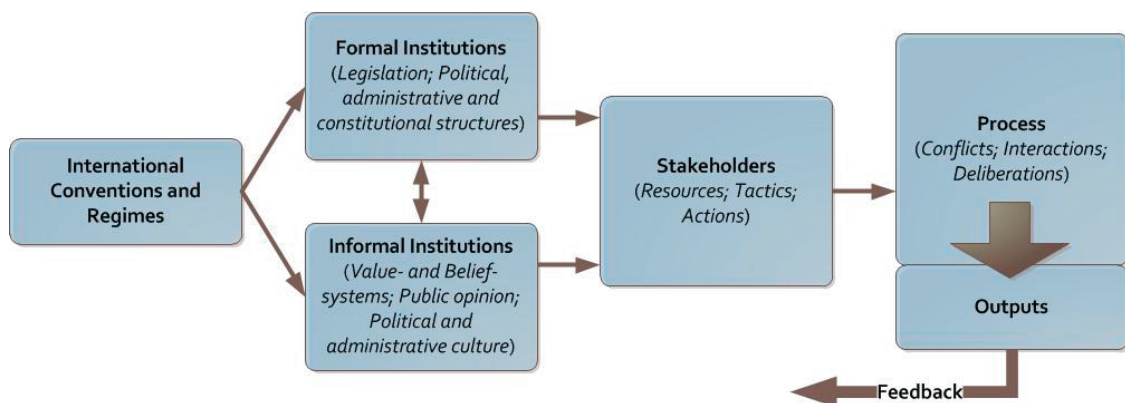 International
Conventions and
Regimes
Formal Institutions
(Legislation; Political,
administrative and
constitutional structures)
Informal Institutions
(Value- and Belief-
systems; Public opinion;
Political and
administrative culture)
Stakeholders
(Resources; Tactics;
Actions)
Process
(Conflicts; Interactions;
Deliberations)
Outputs
Feedback